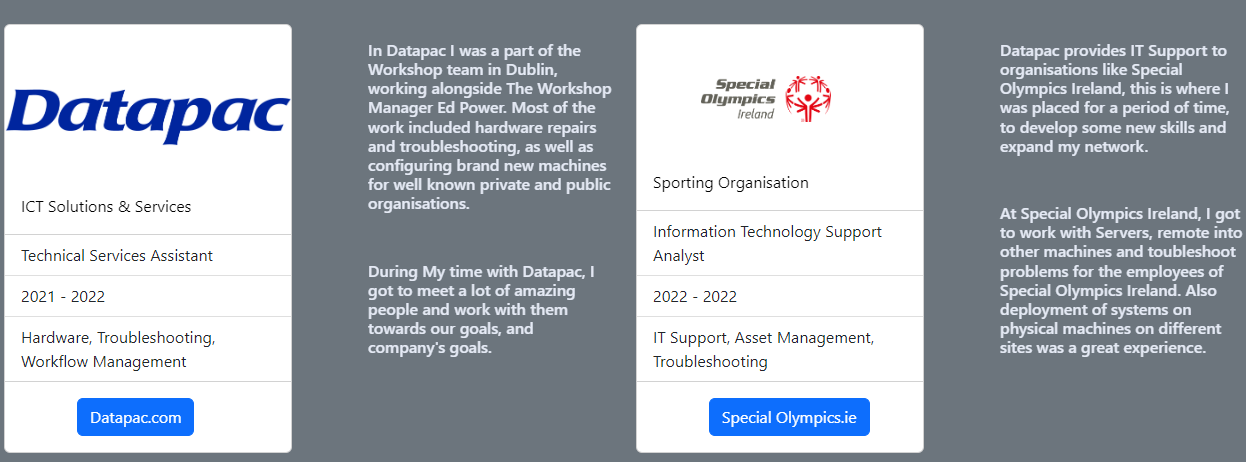 Datapac
ICT Solutions & Services
Technical Services Assistant
2021 - 2022
Hardware, Troubleshooting,
Workflow Management
Datapac.com
In Datapac I was a part of the
Workshop team in Dublin,
working alongside The Workshop
Manager Ed Power. Most of the
work included hardware repairs
and troubleshooting, as well as
configuring brand new machines
for well known private and public
organisations.
During My time with Datapac, I
got to meet a lot of amazing
people and work with them
towards our goals, and
company's goals.
Special
Olympics
Ireland
Sporting Organisation
Information Technology Support
Analyst
2022 - 2022
IT Support, Asset Management,
Troubleshooting
Special Olympics.ie
Datapac provides IT Support to
organisations like Special
Olympics Ireland, this is where I
was placed for a period of time,
to develop some new skills and
expand my network.
At Special Olympics Ireland, I got
to work with Servers, remote into
other machines and toubleshoot
problems for the employees of
Special Olympics Ireland. Also
deployment of systems on
physical machines on different
sites was a great experience.